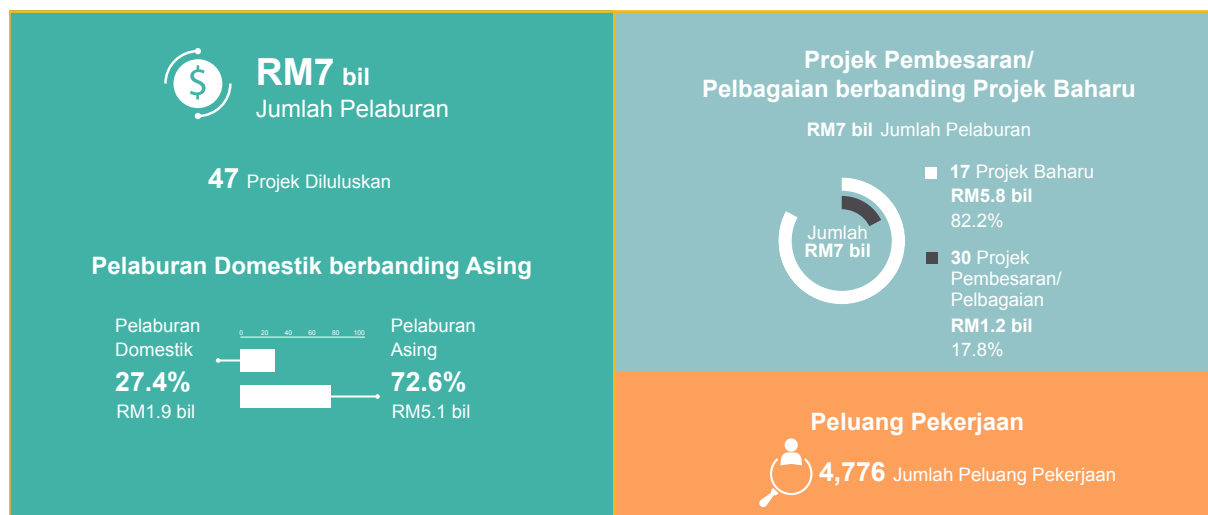 $
RM7 bil
Jumlah Pelaburan
47 Projek Diluluskan
Pelaburan Domestik berbanding Asing
Pelaburan
Domestik
27.4%
RM1.9 bil
0 20 40 60 80 100
Pelaburan
Asing
72.6%
RM5.1 bil
Projek Pembesaran/
Pelbagaian berbanding Projek Baharu
RM7 bil Jumlah Pelaburan
Jumlah
RM7 bil
17 Projek Baharu
RM5.8 bil
82.2%
30 Projek
Pembesaran/
Pelbagaian
RM1.2 bil
17.8%
Peluang Pekerjaan
4,776 Jumlah Peluang Pekerjaan